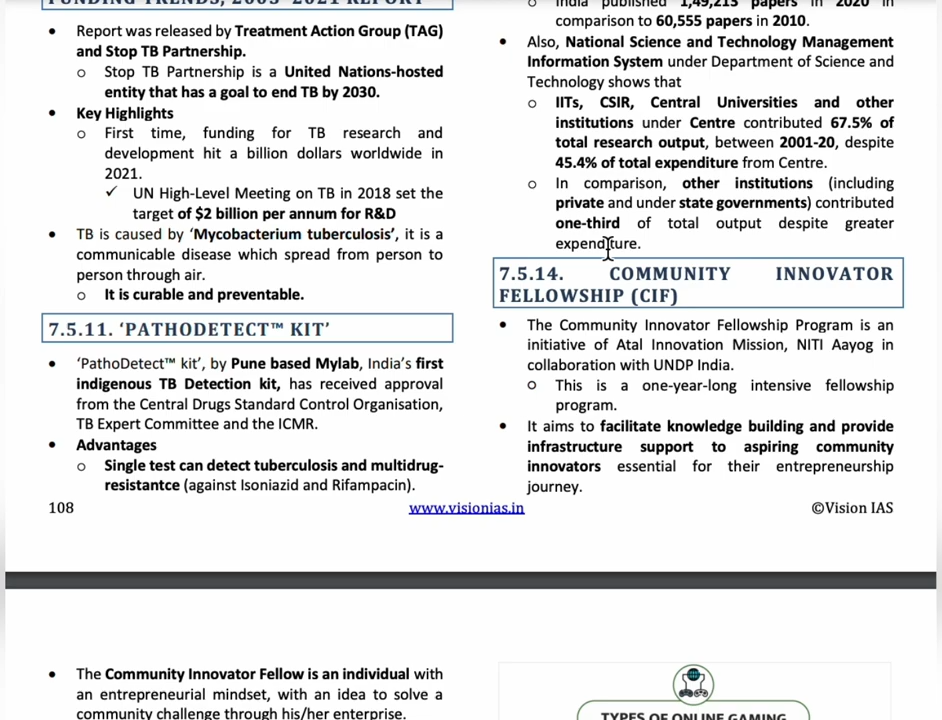 FUNDING TRENDS, 2005-2021 REPORT
• Report was released by Treatment Action Group (TAG)
and Stop TB Partnership.
o Stop TB Partnership is a United Nations-hosted
entity that has a goal to end TB by 2030.
• Key Highlights
o First time, funding for TB research and
development hit a billion dollars worldwide in
2021.
✓ UN High-Level Meeting on TB in 2018 set the
target of $2 billion per annum for R&D
• TB is caused by ‘Mycobacterium tuberculosis’, it is a
communicable disease which spread from person to
person through air.
o It is curable and preventable.
7.5.11. ‘PATHODETECT™ KIT’
• ‘PathoDetect™ kit’, by Pune based Mylab, India’s first
indigenous TB Detection kit, has received approval
from the Central Drugs Standard Control Organisation,
TB Expert Committee and the ICMR.
• Advantages
o Single test can detect tuberculosis and multidrug-
resistantce (against Isoniazid and Rifampacin).
o India published 1,49,213 papers in 2020 in
comparison to 60,555 papers in 2010.
• Also, National Science and Technology Management
Information System under Department of Science and
Technology shows that
o IITs, CSIR, Central Universities and other
institutions under Centre contributed 67.5% of
total research output, between 2001-20, despite
45.4% of total expenditure from Centre.
o In comparison, other institutions (including
private and under state governments) contributed
one-third of total output despite greater
expenditure.
7.5.14. COMMUNITY INNOVATOR
FELLOWSHIP (CIF)
• The Community Innovator Fellowship Program is an
initiative of Atal Innovation Mission, NITI Aayog in
collaboration with UNDP India.
o This is a one-year-long intensive fellowship
program.
• It aims to facilitate knowledge building and provide
infrastructure support to aspiring community
innovators essential for their entrepreneurship
journey.
108 www.visionias.in ©Vision IAS
• The Community Innovator Fellow is an individual with
an entrepreneurial mindset, with an idea to solve a
community challenge through his/her enterprise.
TYPES OF ONLINE GAMING